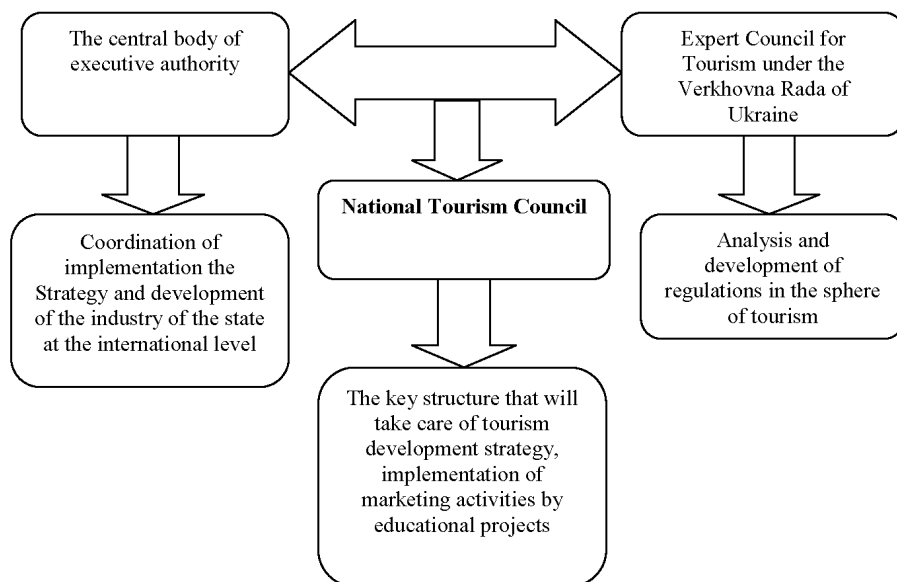 The central body of
executive authority
Expert Council for
Tourism under the
Verkhovna Rada of
Ukraine
National Tourism Council
Coordination of
implementation the
Strategy and development
of the industry of the state
at the international level
Analysis and
development of
regulations in the sphere
of tourism
The key structure that will
take care of tourism
development strategy,
implementation of
marketing activities by
educational projects